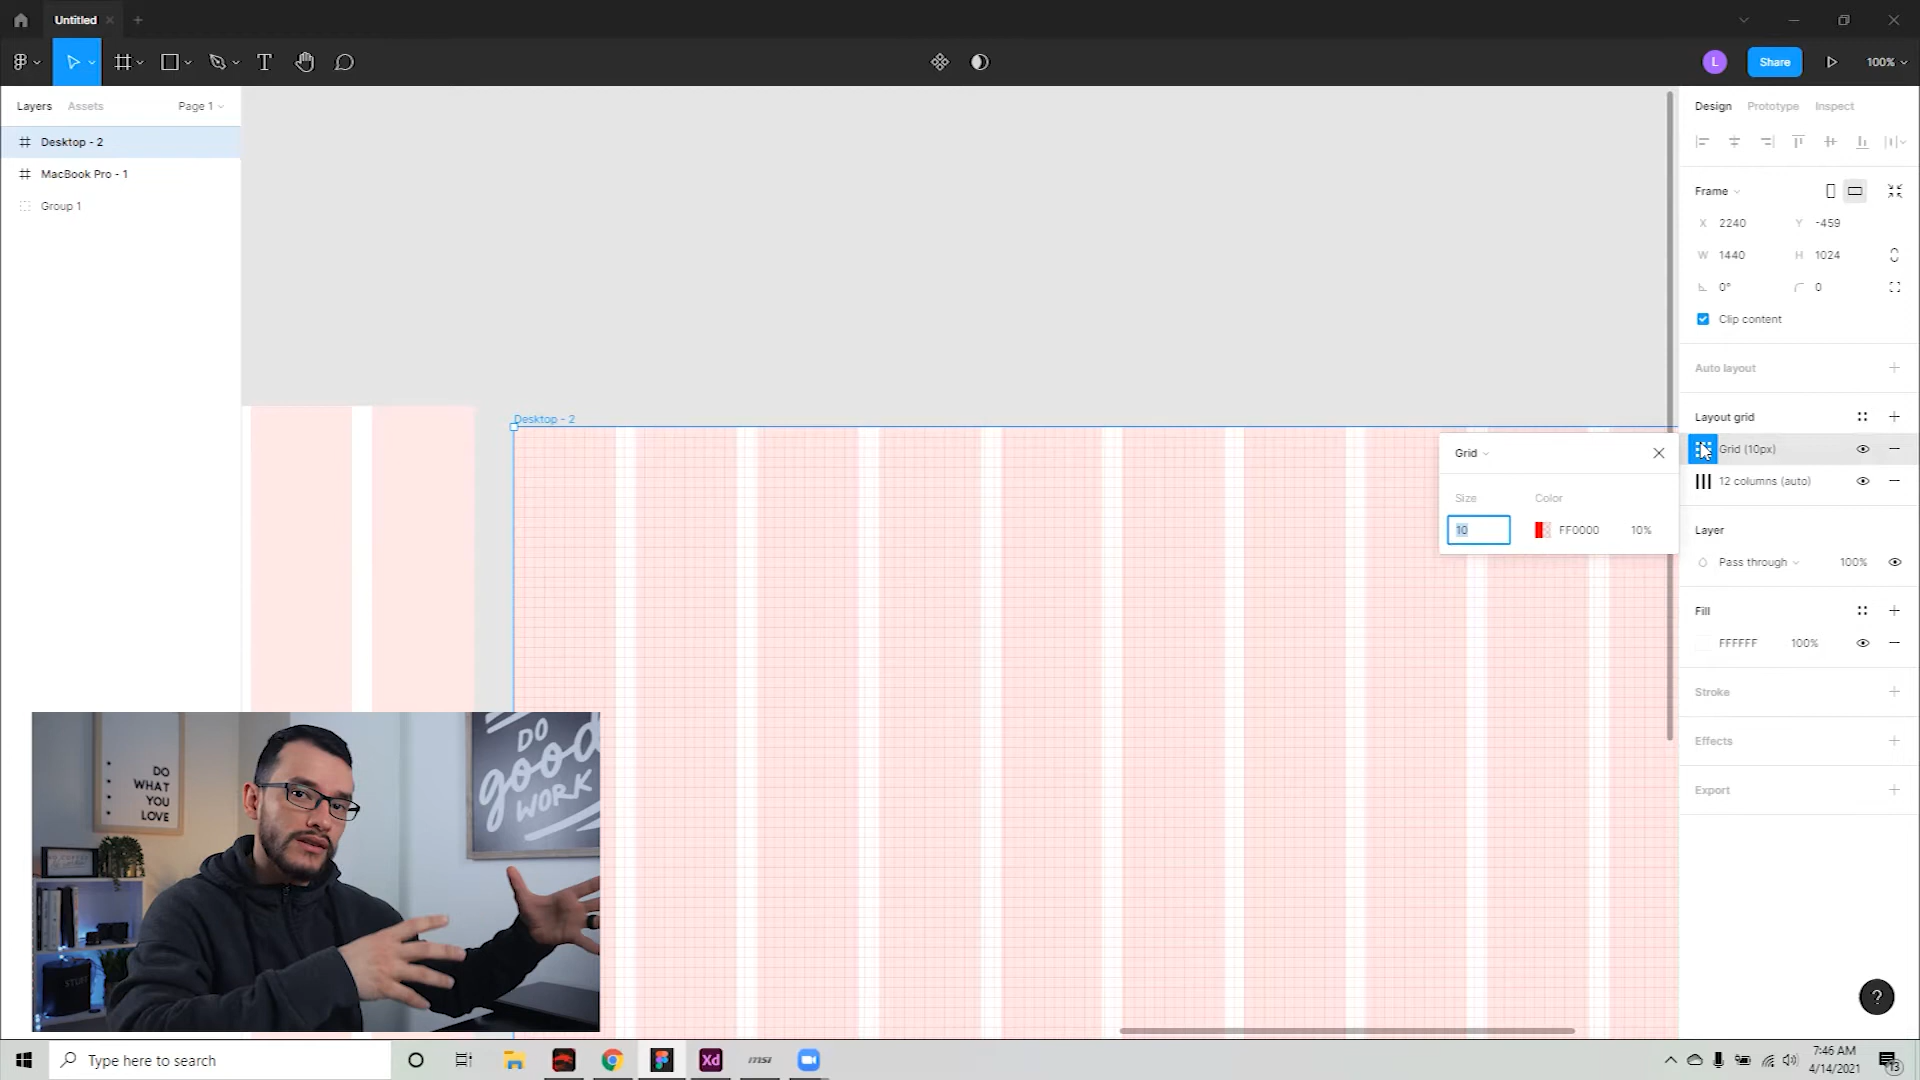 Untitled
Share
100%
L
Layers
Assets
Page 1
Desktop - 2
MacBook Pro - 1
Group 1
Desktop - 2
Grid
Size
Color
10
FF0000
10%
Design
Prototype
Inspect
Frame
X 2240
Y -459
W 1440
H 1024
0°
0
Clip content
Auto layout
Layout grid
Grid (10px)
12 columns (auto)
Layer
Pass through
100%
Fill
FFFFFF
100%
Stroke
Effects
Export
?
DO
WHAT
YOU
LOVE
DO
good
WORK
Type here to search
Xd
msi
7:46 AM
4/14/2021
13